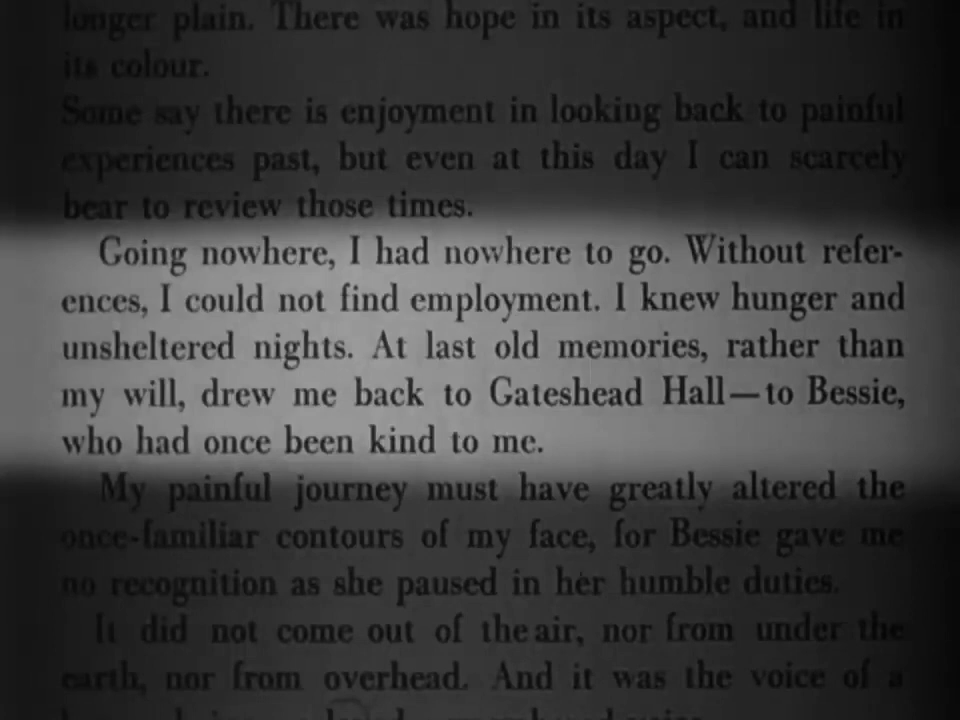 longer plain. There was hope in its aspect, and life in
its colour.
Some say there is enjoyment in looking back to painful
experiences past, but even at this day I can scarcely
bear to review those times.
Going nowhere, I had nowhere to go. Without refer-
ences, I could not find employment. I knew hunger and
unsheltered nights. At last old memories, rather than
my will, drew me back to Gateshead Hall—to Bessie,
who had once been kind to me.
My painful journey must have greatly altered the
once-familiar contours of my face, for Bessie gave me
no recognition as she paused in her humble duties.
It did not come out of the air, nor from under the
earth, nor from overhead. And it was the voice of a